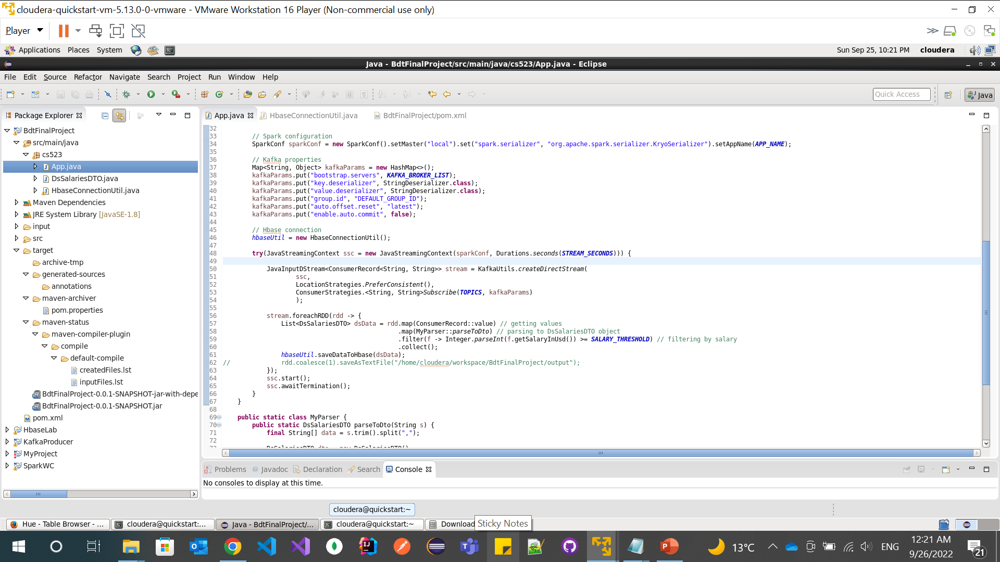 cloudera-quickstart-vm-5.13.0-0-vmware - VMware Workstation 16 Player (Non-commercial use only)
Player
Applications Places System
Sun Sep 25, 10:21 PM cloudera
Java - BdtFinalProject/src/main/java/cs523/App.java - Eclipse
File Edit Source Refactor Navigate Search Project Run Window Help
Quick Access
Java
Package Explorer
BdtFinalProject
src/main/java
cs523
App.java
DsSalariesDTO.java
HbaseConnectionUtil.java
Maven Dependencies
JRE System Library [JavaSE-1.8]
input
src
target
archive-tmp
generated-sources
annotations
maven-archiver
pom.properties
maven-status
maven-compiler-plugin
compile
default-compile
createdFiles.lst
inputFiles.lst
BdtFinalProject-0.0.1-SNAPSHOT-jar-with-depe
BdtFinalProject-0.0.1-SNAPSHOT.jar
pom.xml
HbaseLab
KafkaProducer
MyProject
SparkWC
App.java HbaseConnectionUtil.java BdtFinalProject/pom.xml
32
33 // Spark configuration
34 SparkConf sparkConf = new SparkConf().setMaster("local").set("spark.serializer", "org.apache.spark.serializer.KryoSerializer").setAppName(APP_NAME);
35
36 // Kafka properties
37 Map<String, Object> kafkaParams = new HashMap<>();
38 kafkaParams.put("bootstrap.servers", KAFKA_BROKER_LIST);
39 kafkaParams.put("key.deserializer", StringDeserializer.class);
40 kafkaParams.put("value.deserializer", StringDeserializer.class);
41 kafkaParams.put("group.id", "DEFAULT_GROUP_ID");
42 kafkaParams.put("auto.offset.reset", "latest");
43 kafkaParams.put("enable.auto.commit", false);
44
45 // Hbase connection
46 hbaseUtil = new HbaseConnectionUtil();
47
48 try(JavaStreamingContext ssc = new JavaStreamingContext(sparkConf, Durations.seconds(STREAM_SECONDS))) {
49
50 JavaInputDStream<ConsumerRecord<String, String>> stream = KafkaUtils.createDirectStream(
51 ssc,
52 LocationStrategies.PreferConsistent(),
53 ConsumerStrategies.<String, String>Subscribe(TOPICS, kafkaParams)
54 );
55
56 stream.foreachRDD(rdd -> {
57 List<DsSalariesDTO> dsData = rdd.map(ConsumerRecord::value) // getting values
58 .map(MyParser::parseToDto) // parsing to DsSalariesDTO object
59 .filter(f -> Integer.parseInt(f.getSalaryInUsd()) >= SALARY_THRESHOLD) // filtering by salary
60 .collect();
61 hbaseUtil.saveDataToHbase(dsData);
62 // rdd.coalesce(1).saveAsTextFile("/home/cloudera/workspace/BdtFinalProject/output");
63 });
64 ssc.start();
65 ssc.awaitTermination();
66 }
67 }
68
69 public static class MyParser {
70 public static DsSalariesDTO parseToDto(String s) {
71 final String[] data = s.trim().split(",");
72
Problems Javadoc Declaration Search Console
No consoles to display at this time.
cloudera@quickstart:~
Hue - Table Browser - ... cloudera@quickstart:... Java - BdtFinalProject/... cloudera@quickstart:~ Download
Sticky Notes
13°C
ENG
12:21 AM
9/26/2022
21